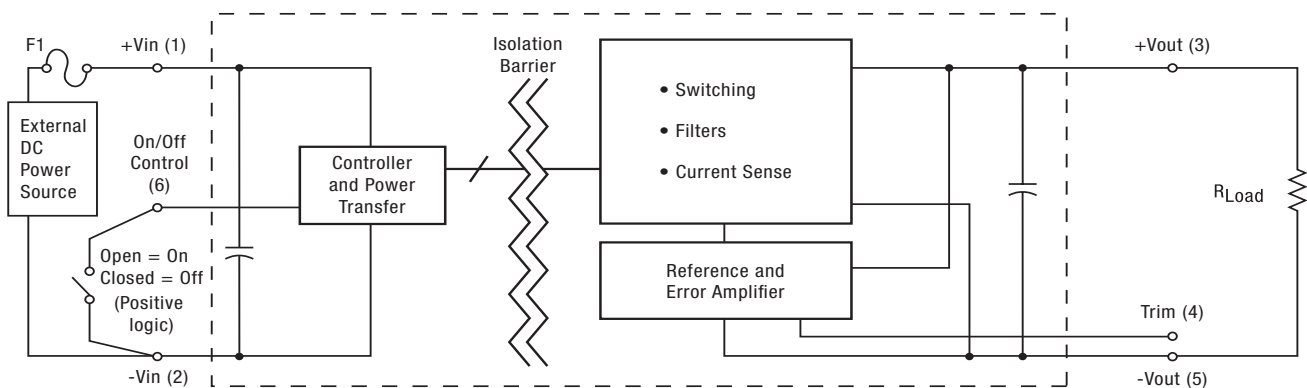 F1
+Vin (1)
Isolation
Barrier
+Vout (3)
External
DC
Power
Source
On/Off
Control
(6)
Controller
and Power
Transfer
• Switching
• Filters
• Current Sense
RLoad
Open = On
Closed = Off
(Positive
logic)
Reference and
Error Amplifier
Trim (4)
-Vin (2)
-Vout (5)